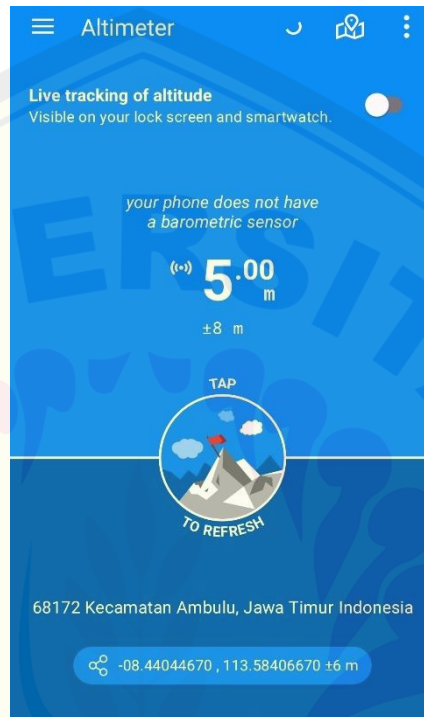 Altimeter
Live tracking of altitude
Visible on your lock screen and smartwatch.
your phone does not have
a barometric sensor
5.00
m
±8 m
TAP
TO REFRESH
68172 Kecamatan Ambulu, Jawa Timur Indonesia
-08.44044670 , 113.58406670 ±6 m